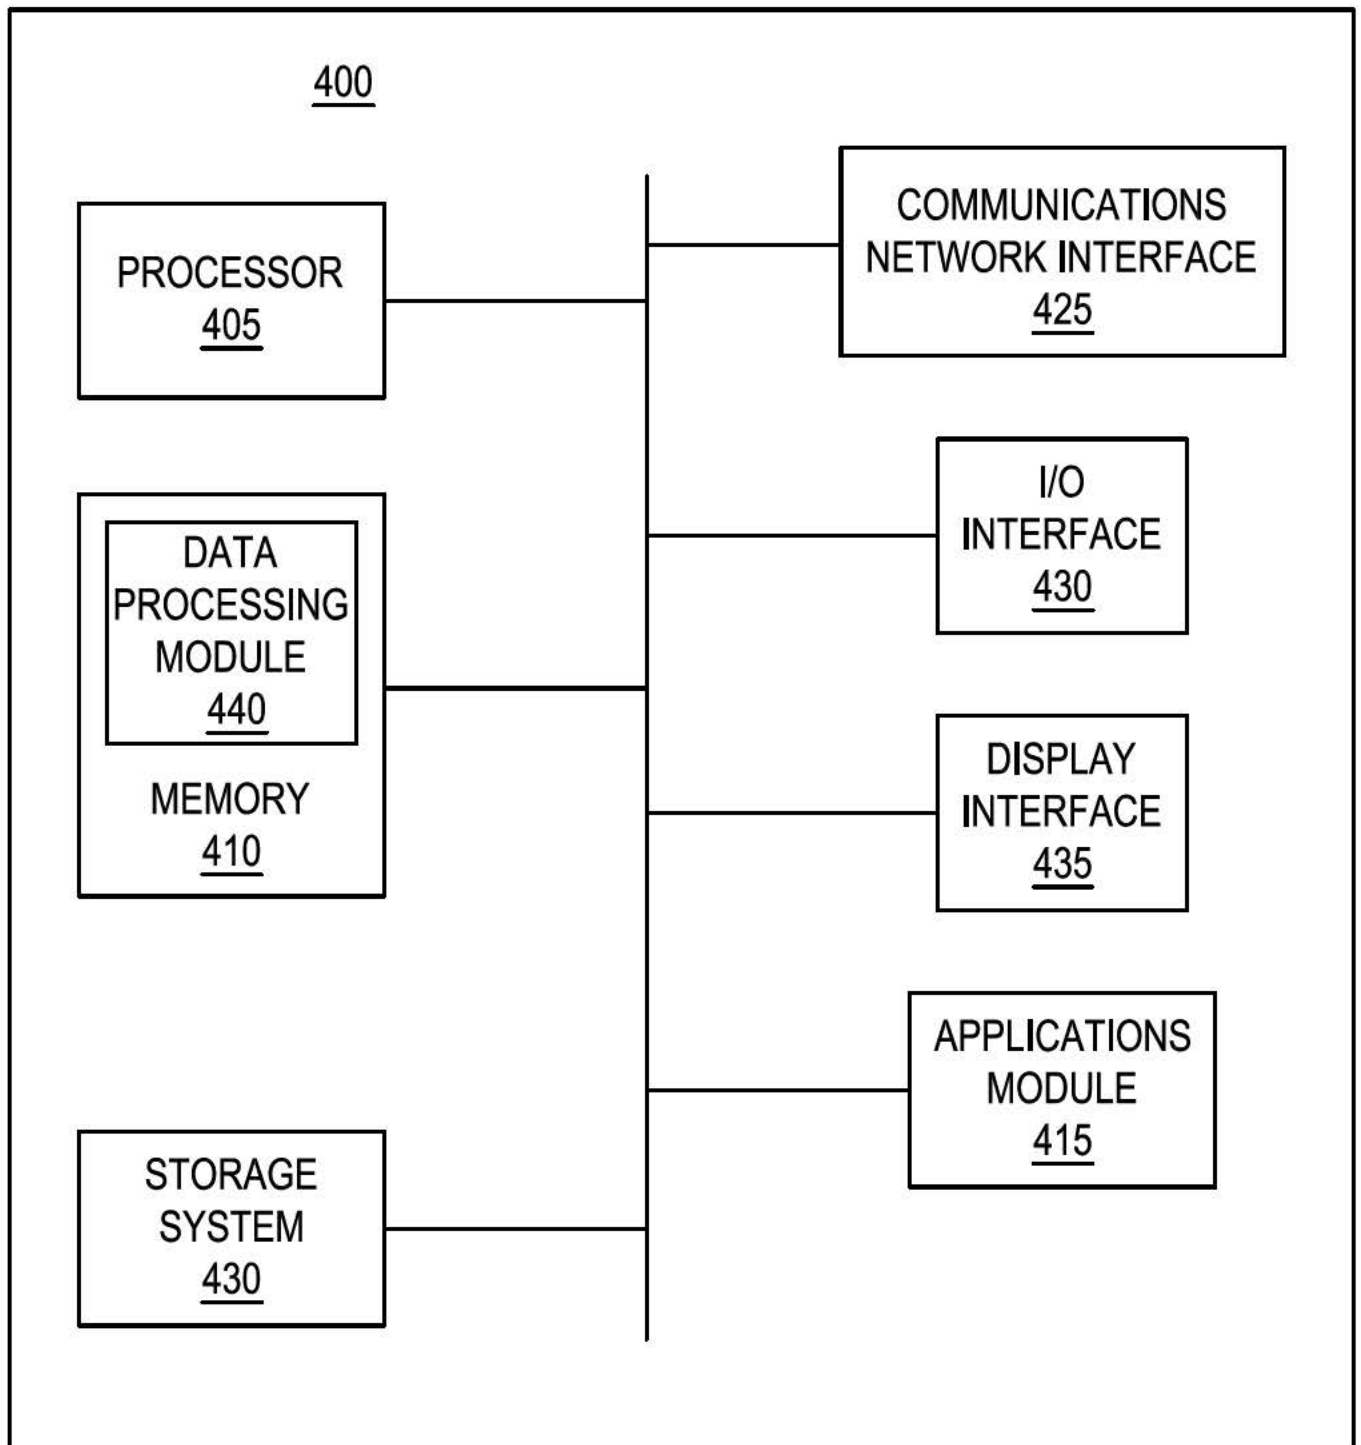 400
PROCESSOR
405
DATA
PROCESSING
MODULE
440
MEMORY
410
STORAGE
SYSTEM
430
COMMUNICATIONS
NETWORK INTERFACE
425
I/O
INTERFACE
430
DISPLAY
INTERFACE
435
APPLICATIONS
MODULE
415